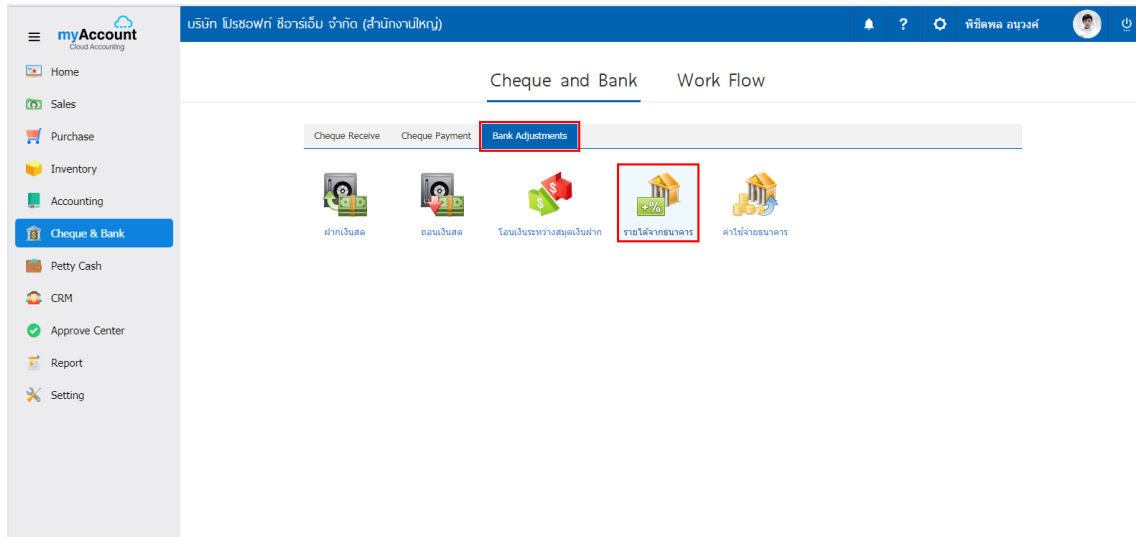 myAccount
Cloud Accounting
บริษัท โปรซอฟท์ ซีอาร์เอ็ม จำกัด (สำนักงานใหญ่)
? พิชิตพล อนุวงค์
Home
Sales
Purchase
Inventory
Accounting
Cheque & Bank
Petty Cash
CRM
Approve Center
Report
Setting
Cheque and Bank Work Flow
Cheque Receive Cheque Payment Bank Adjustments
ฝากเงินสด ถอนเงินสด โอนเงินระหว่างสมุดเงินฝาก รายได้จากธนาคาร ค่าใช้จ่ายธนาคาร